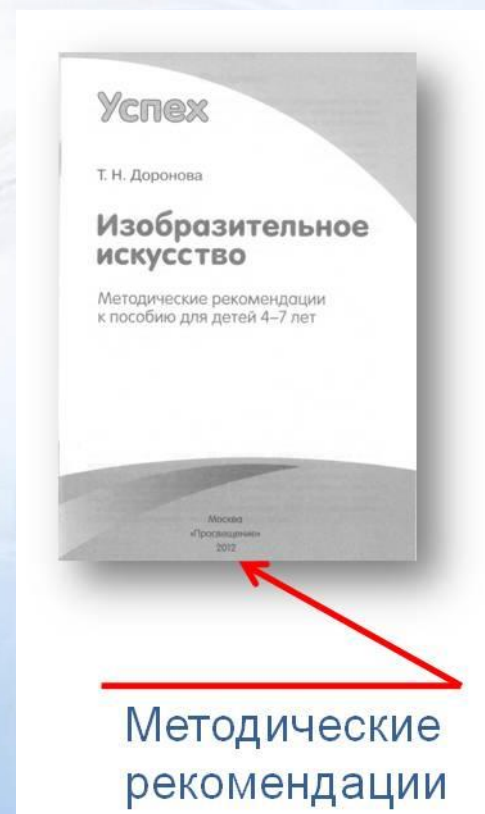 Успех
Т. Н. Доронова
Изобразительное
искусство
Методические рекомендации
к пособию для детей 4–7 лет
Москва
«Просвещение»
2012
Методические
рекомендации